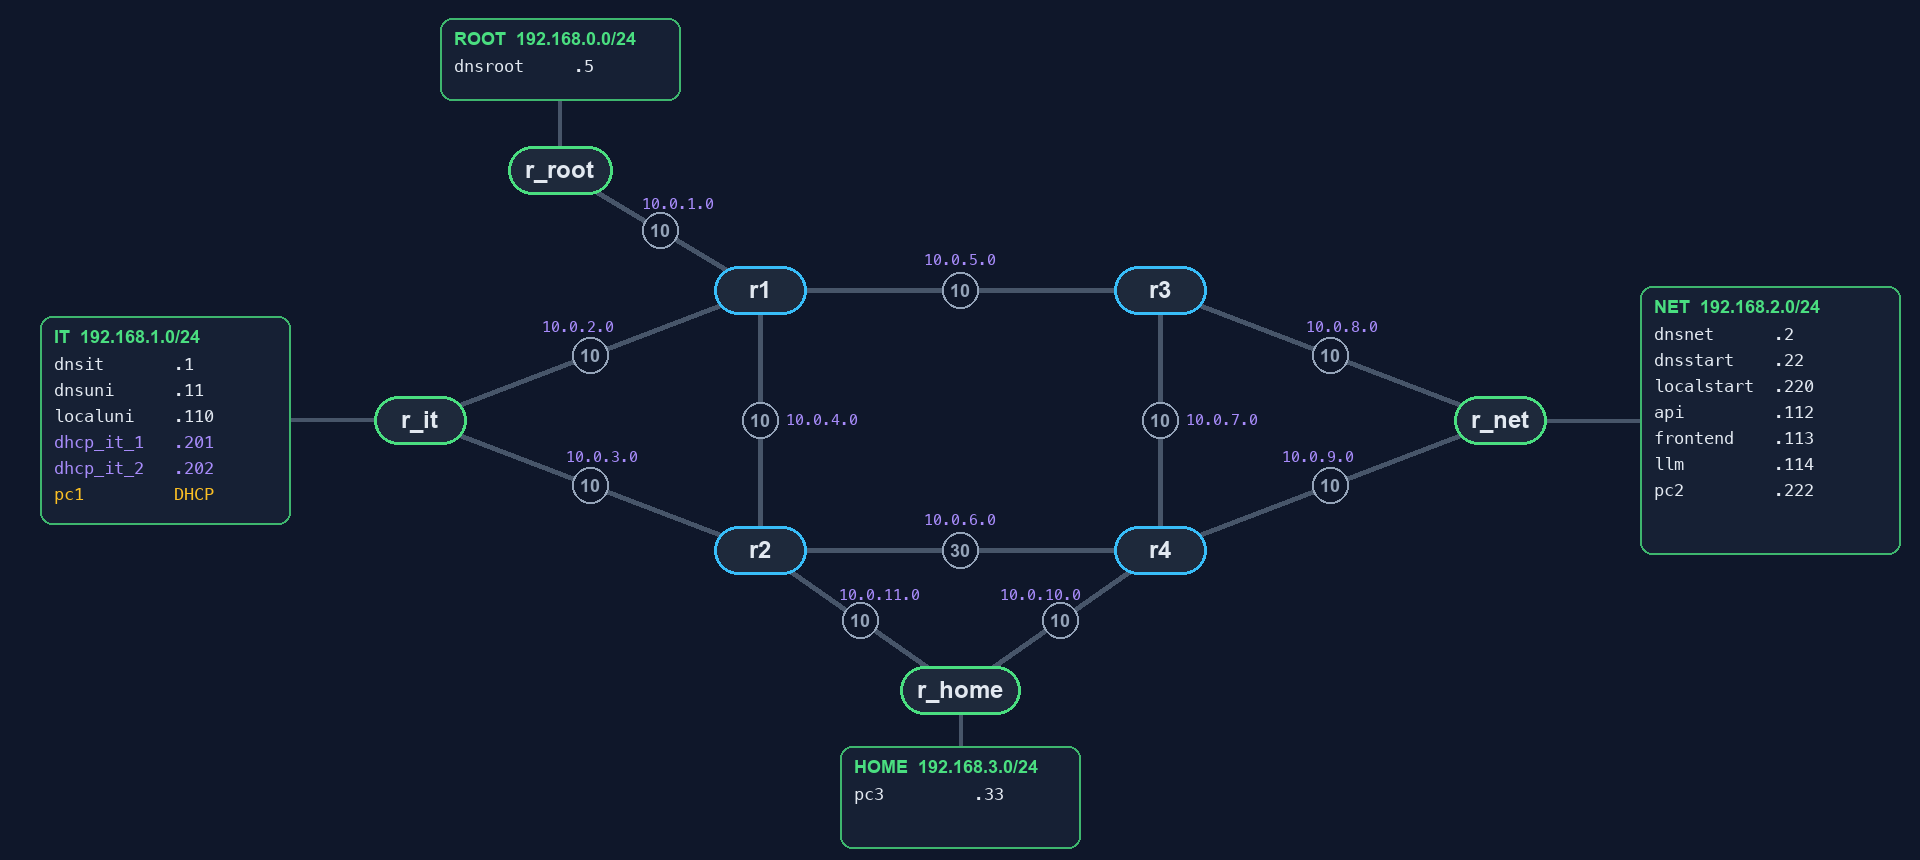 ROOT 192.168.0.0/24
dnsroot .5
r_root
10.0.1.0
10
10.0.5.0
r1
10
r3
10.0.2.0
10
10.0.8.0
10
IT 192.168.1.0/24
dnsit .1
dnsuni .11
localuni .110
dhcp_it_1 .201
dhcp_it_2 .202
pc1 DHCP
r_it
10 10.0.4.0
10 10.0.7.0
r_net
NET 192.168.2.0/24
dnsnet .2
dnsstart .22
localstart .220
api .112
frontend .113
llm .114
pc2 .222
10.0.3.0
10
10.0.9.0
10
10.0.6.0
r2
30
r4
10.0.11.0
10
10.0.10.0
10
r_home
HOME 192.168.3.0/24
pc3 .33